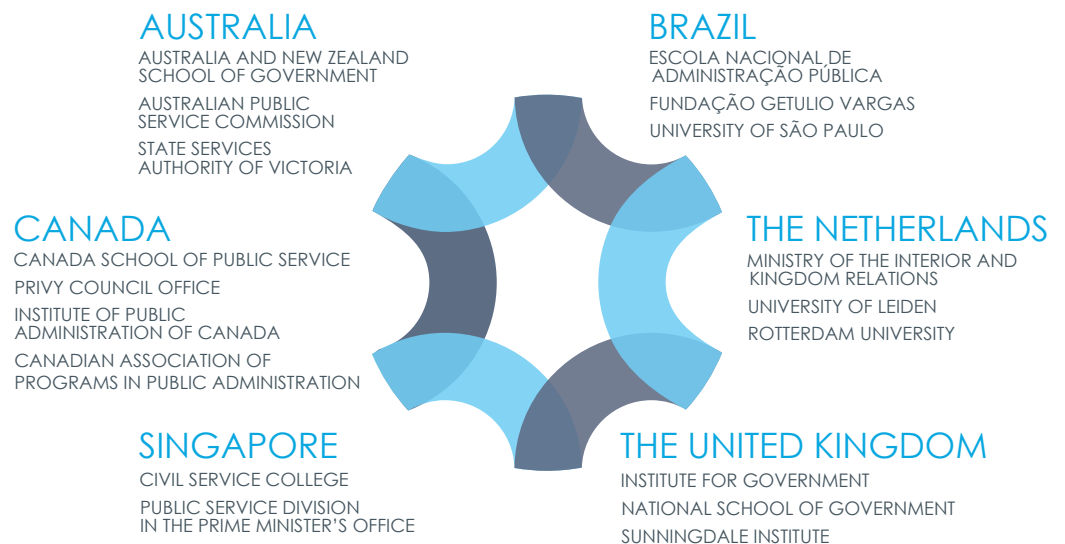 AUSTRALIA
AUSTRALIA AND NEW ZEALAND
SCHOOL OF GOVERNMENT
AUSTRALIAN PUBLIC
SERVICE COMMISSION
STATE SERVICES
AUTHORITY OF VICTORIA
BRAZIL
ESCOLA NACIONAL DE
ADMINISTRAÇÃO PÚBLICA
FUNDAÇÃO GETULIO VARGAS
UNIVERSITY OF SÃO PAULO
CANADA
CANADA SCHOOL OF PUBLIC SERVICE
PRIVY COUNCIL OFFICE
INSTITUTE OF PUBLIC
ADMINISTRATION OF CANADA
CANADIAN ASSOCIATION OF
PROGRAMS IN PUBLIC ADMINISTRATION
THE NETHERLANDS
MINISTRY OF THE INTERIOR AND
KINGDOM RELATIONS
UNIVERSITY OF LEIDEN
ROTTERDAM UNIVERSITY
SINGAPORE
CIVIL SERVICE COLLEGE
PUBLIC SERVICE DIVISION
IN THE PRIME MINISTER’S OFFICE
THE UNITED KINGDOM
INSTITUTE FOR GOVERNMENT
NATIONAL SCHOOL OF GOVERNMENT
SUNNINGDALE INSTITUTE